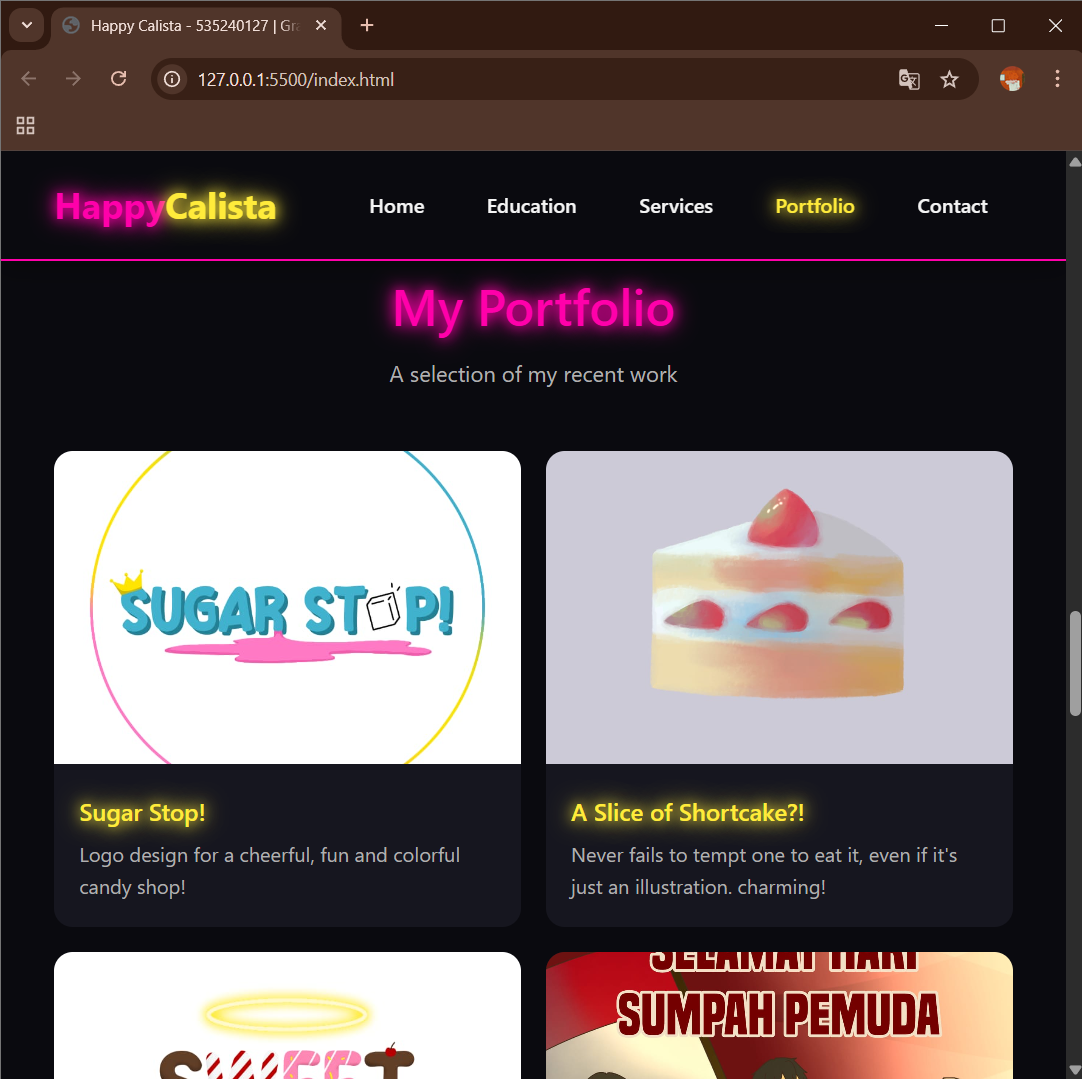 Happy Calista - 535240127 | Gra
127.0.0.1:5500/index.html
HappyCalista
Home
Education
Services
Portfolio
Contact
My Portfolio
A selection of my recent work
SUGAR STOP!
Sugar Stop!
Logo design for a cheerful, fun and colorful
candy shop!
A Slice of Shortcake?!
Never fails to tempt one to eat it, even if it's
just an illustration. charming!
SWEET
SELAMAT HARI
SUMPAH PEMUDA